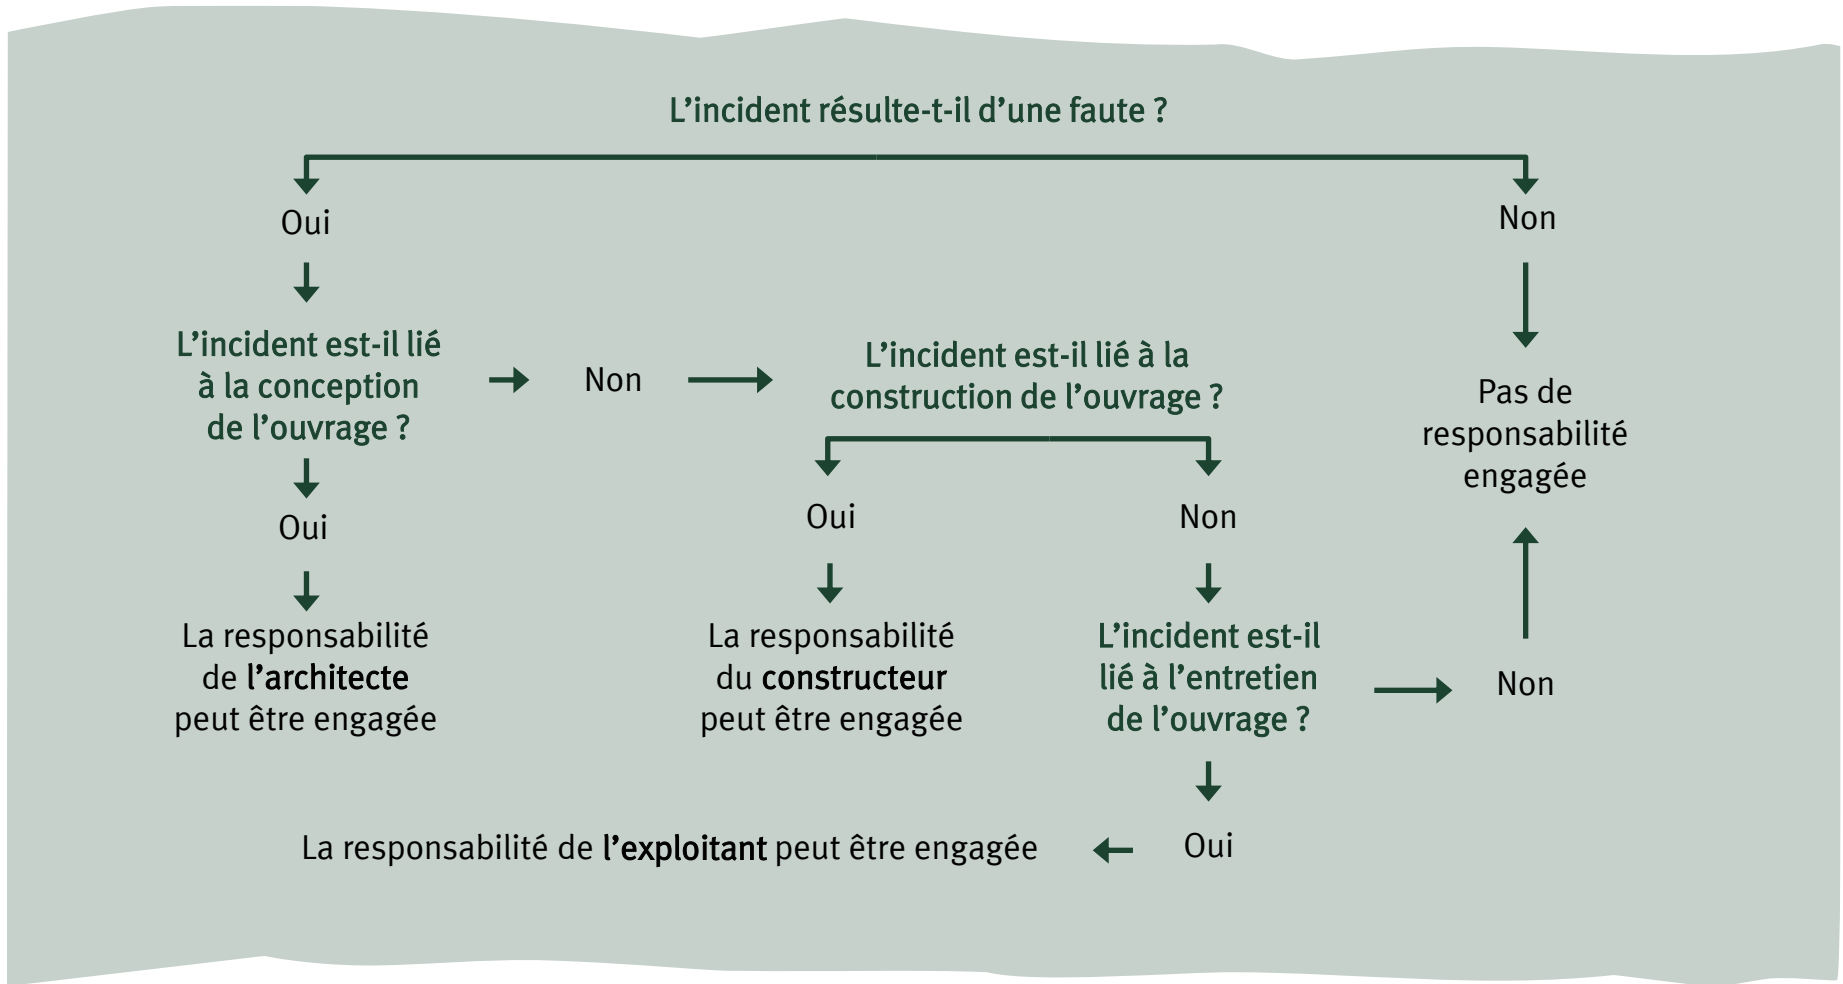 L’incident résulte-t-il d’une faute ?
Oui
Non
L’incident est-il lié
à la conception
de l’ouvrage ?
Non
L’incident est-il lié à la
construction de l’ouvrage ?
Pas de
responsabilité
engagée
Oui
Oui
Non
La responsabilité
de l’architecte
peut être engagée
La responsabilité
du constructeur
peut être engagée
L’incident est-il
lié à l’entretien
de l’ouvrage ?
Non
La responsabilité de l’exploitant peut être engagée
Oui